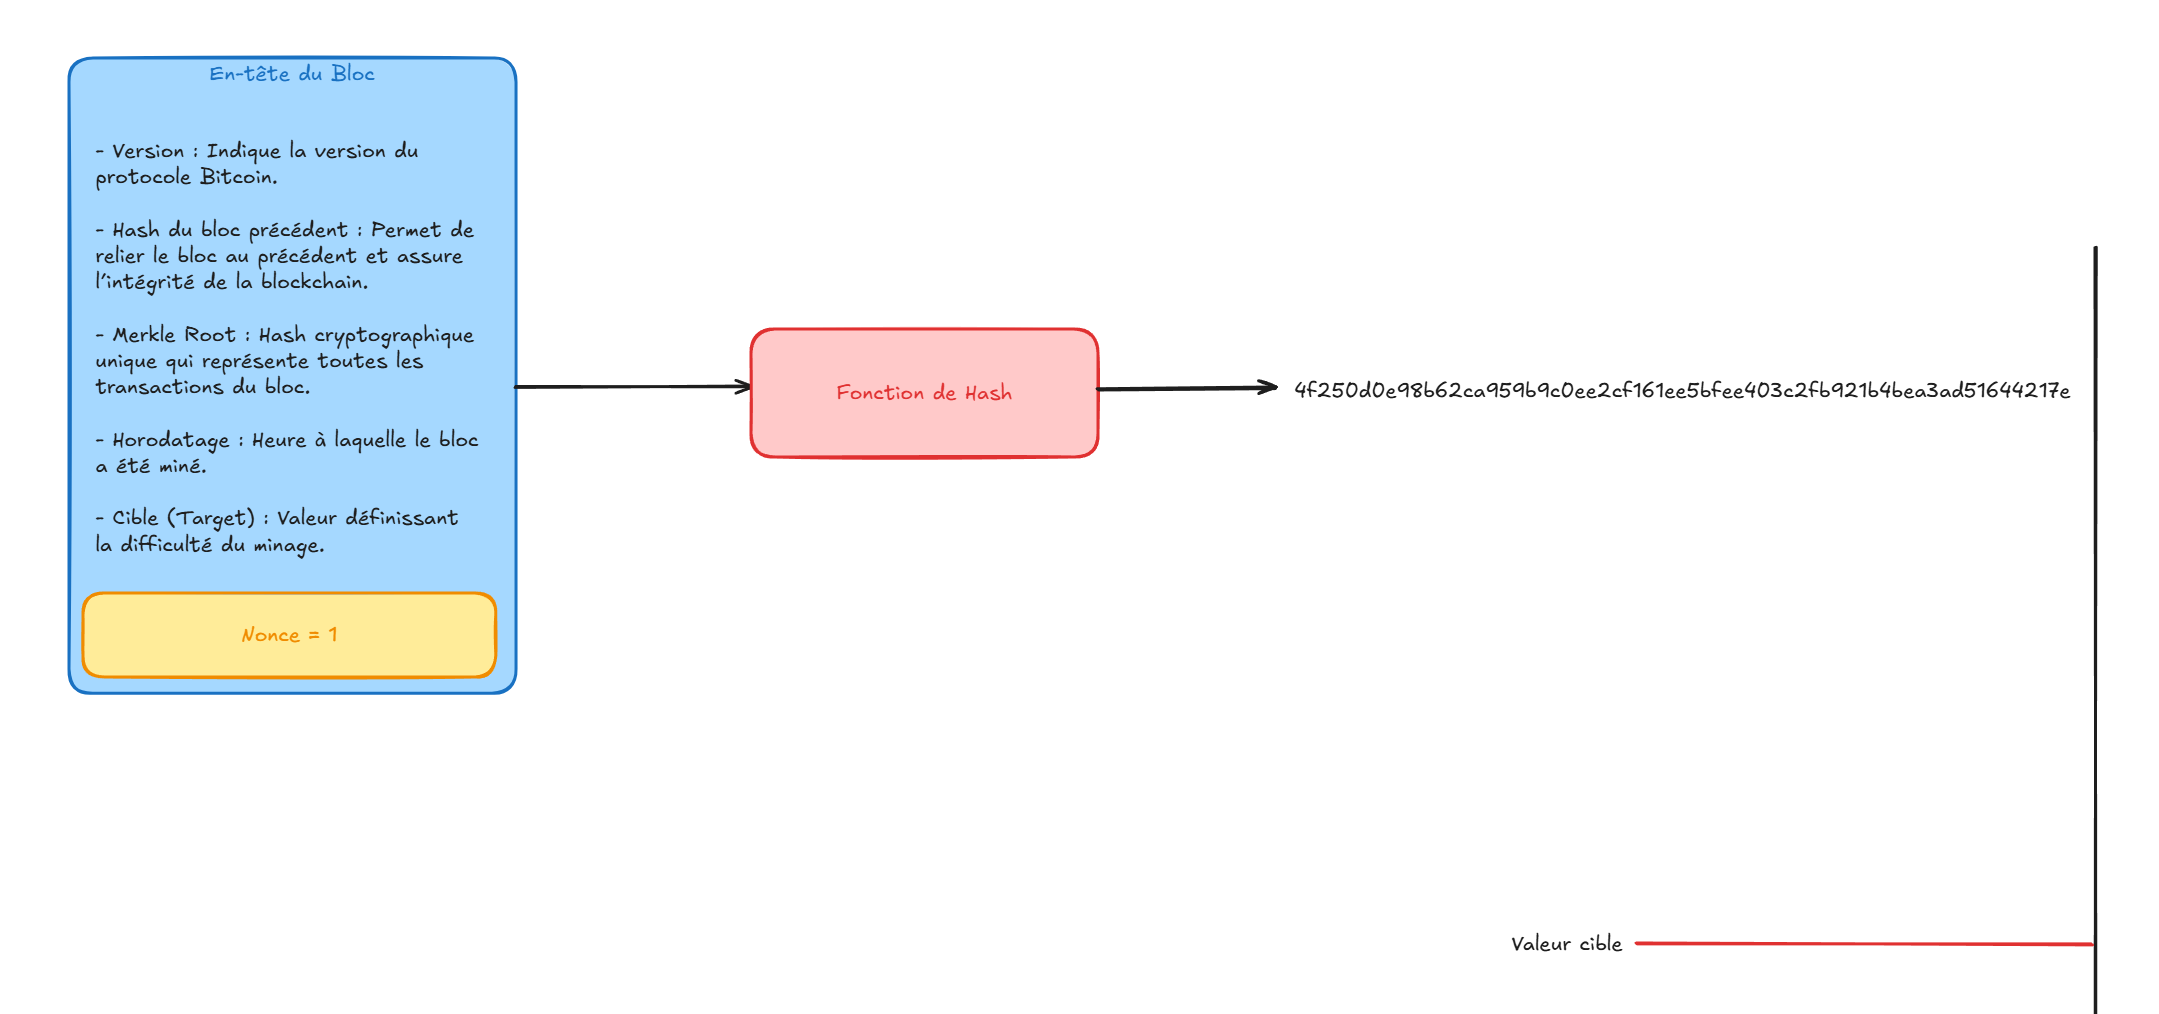 En-tête du Bloc
- Version : Indique la version du
protocole Bitcoin.
- Hash du bloc précédent : Permet de
relier le bloc au précédent et assure
l'intégrité de la blockchain.
- Merkle Root : Hash cryptographique
unique qui représente toutes les
transactions du bloc.
- Horodatage : Heure à laquelle le bloc
a été miné.
- Cible (Target) : Valeur définissant
la difficulté du minage.
Nonce = 1
Fonction de Hash
4f250d0e98b62ca959b9c0ee2cf161ee5bfee403c2fb921b4bea3ad51644217e
Valeur cible